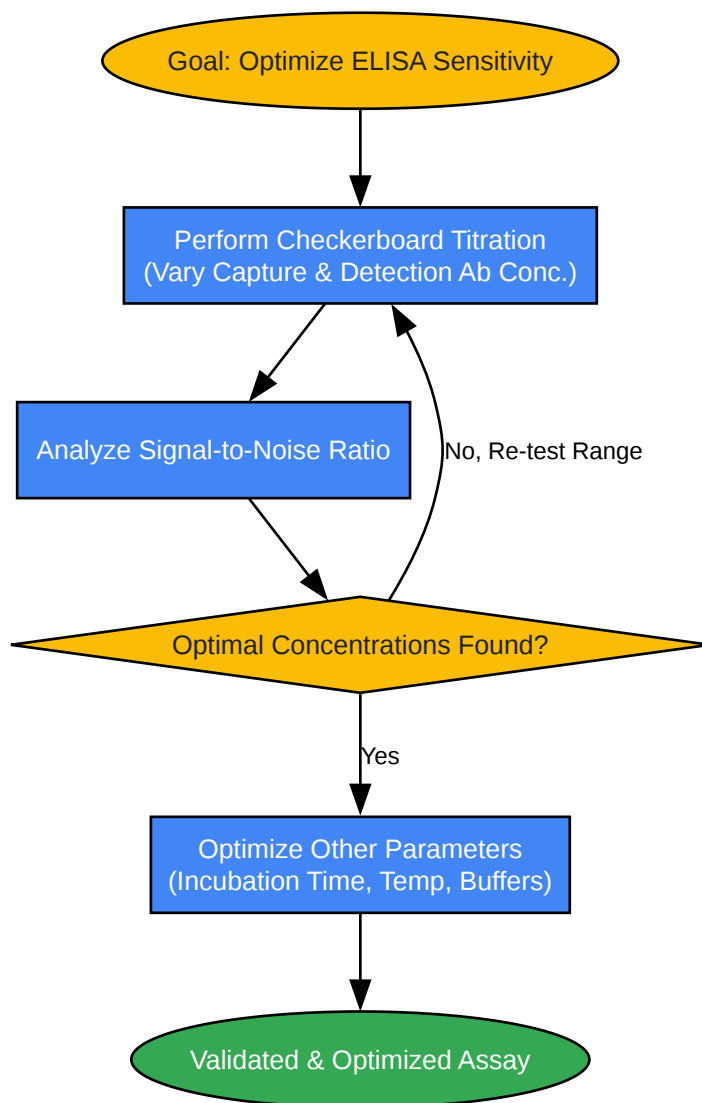 Goal: Optimize ELISA Sensitivity
Perform Checkerboard Titration
(Vary Capture & Detection Ab Conc.)
Analyze Signal-to-Noise Ratio
No, Re-test Range
Optimal Concentrations Found?
Yes
Optimize Other Parameters
(Incubation Time, Temp, Buffers)
Validated & Optimized Assay